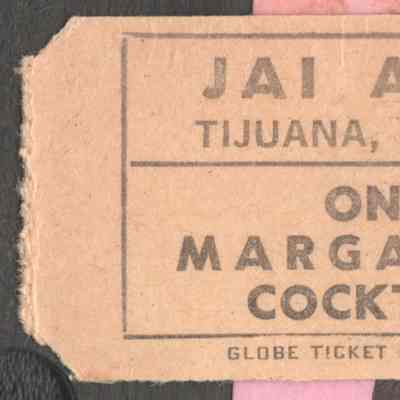 JAI A
TIJUANA,
ON
MARGA
COCKT
GLOBE TICKET